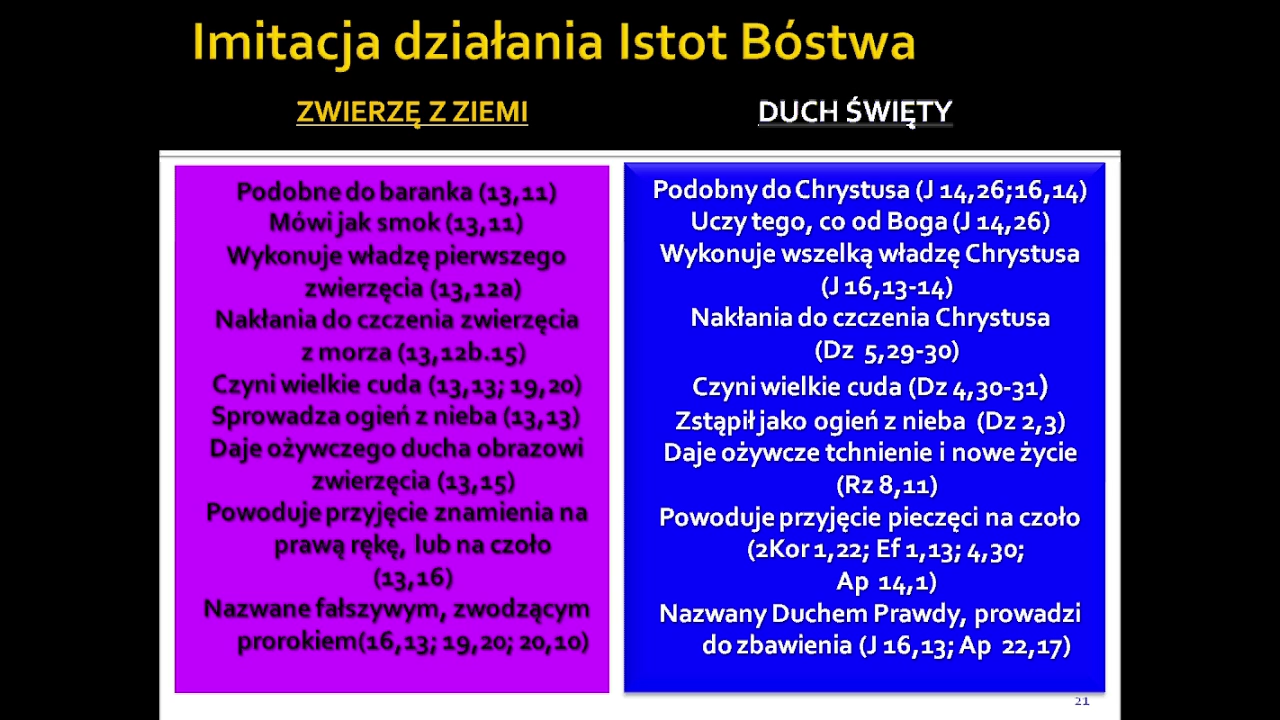 Imitacja działania Istot Bóstwa
ZWIERZĘ Z ZIEMI
Podobne do baranka (13,11)
Mówi jak smok (13,11)
Wykonuje władzę pierwszego
zwierzęcia (13,12a)
Nakłania do czczenia zwierzęcia
z morza (13,12b.15)
Czyni wielkie cuda (13,13; 19,20)
Sprowadza ogień z nieba (13,13)
Daje ożywczego ducha obrazowi
zwierzęcia (13,15)
Powoduje przyjęcie znamienia na
prawą rękę, lub na czoło
(13,16)
Nazwane fałszywym, zwodzącym
prorokiem(16,13; 19,20; 20,10)
DUCH ŚWIĘTY
Podobny do Chrystusa (J 14,26;16,14)
Uczy tego, co od Boga (J 14,26)
Wykonuje wszelką władzę Chrystusa
(J 16,13-14)
Nakłania do czczenia Chrystusa
(Dz 5,29-30)
Czyni wielkie cuda (Dz 4,30-31)
Zstąpił jako ogień z nieba (Dz 2,3)
Daje ożywcze tchnienie i nowe życie
(Rz 8,11)
Powoduje przyjęcie pieczęci na czoło
(2Kor 1,22; Ef 1,13; 4,30;
Ap 14,1)
Nazwany Duchem Prawdy, prowadzi
do zbawienia (J 16,13; Ap 22,17)
21